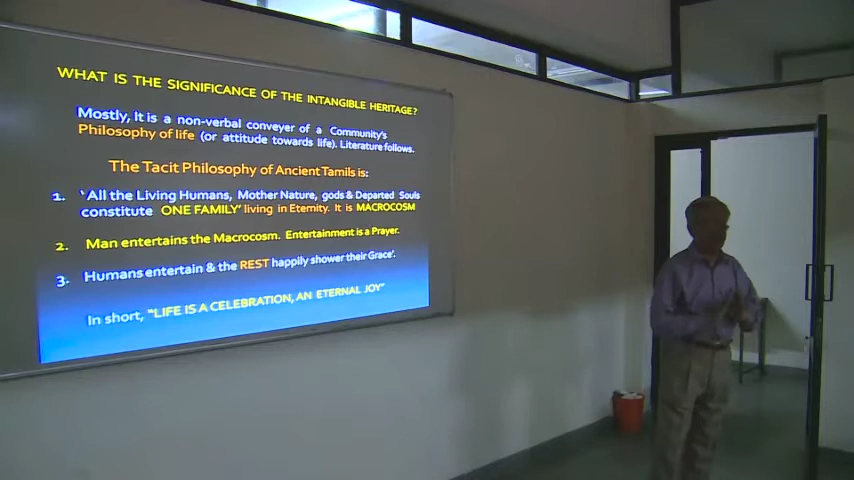 WHAT IS THE SIGNIFICANCE OF THE INTANGIBLE HERITAGE?
Mostly, It is a non-verbal conveyer of a Community's
Philosophy of life (or attitude towards life). Literature follows.
The Tacit Philosophy of Ancient Tamils is:
1. 'All the Living Humans, Mother Nature, gods & Departed Souls
constitute ONE FAMILY' living in Eternity. It is MACROCOSM
2. Man entertains the Macrocosm. Entertainment is a Prayer.
3. Humans entertain & the REST happily shower their Grace'.
In short, "LIFE IS A CELEBRATION, AN ETERNAL JOY"